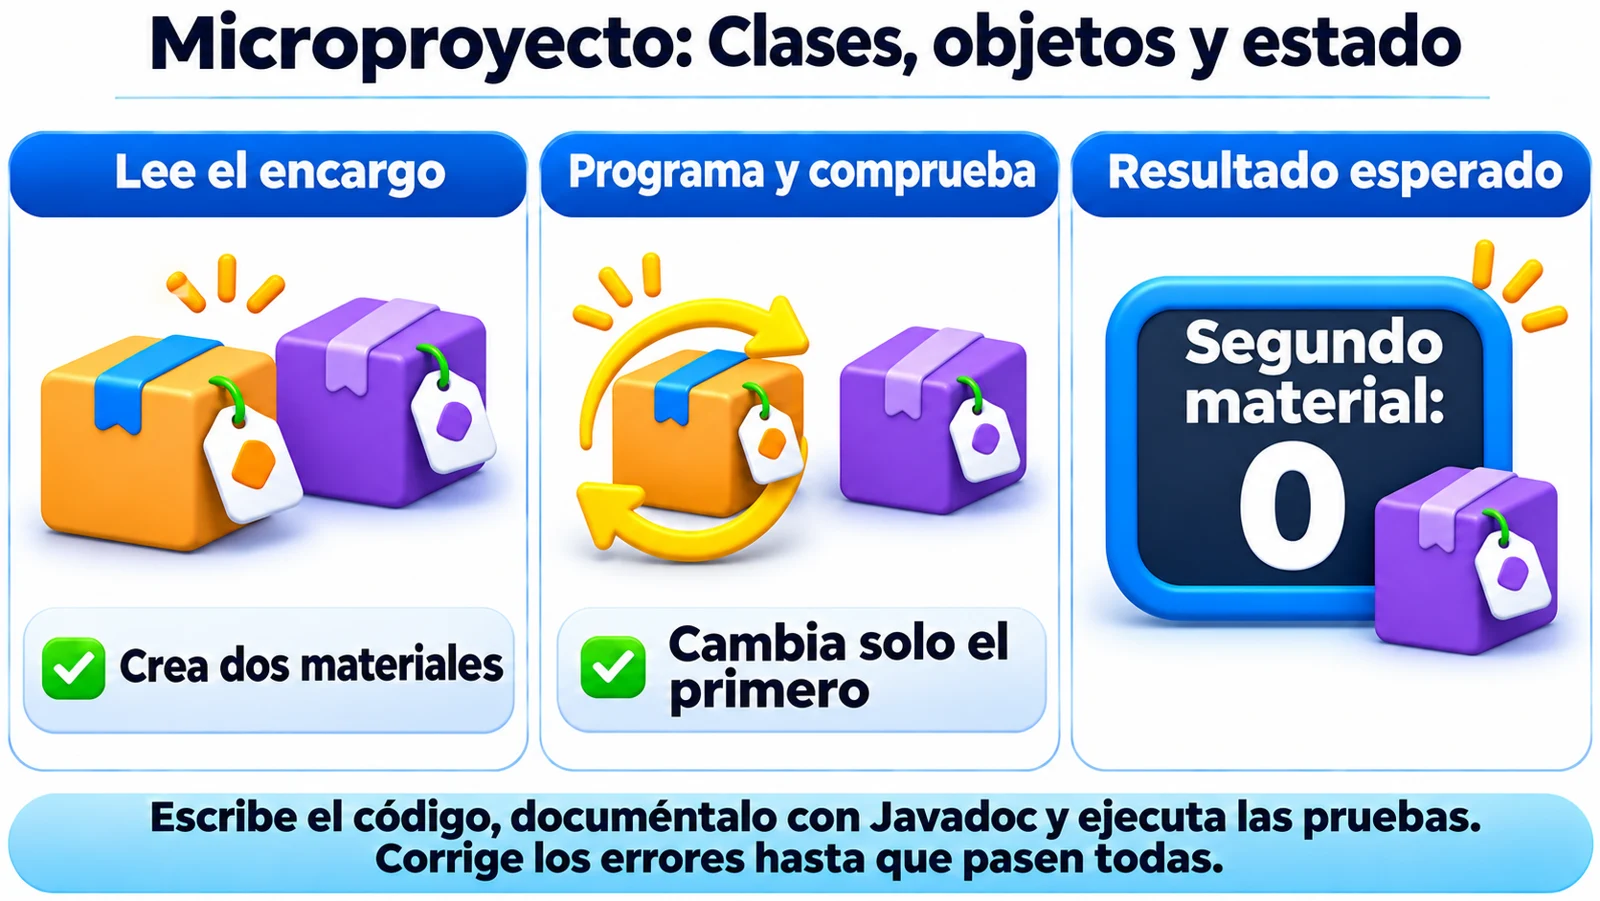 Microproyecto: Clases, objetos y estado
Lee el encargo
Crea dos materiales
Programa y comprueba
Cambia solo el
primero
Resultado esperado
Segundo
material:
0
Escribe el código, documéntalo con Javadoc y ejecuta las pruebas.
Corrige los errores hasta que pasen todas.